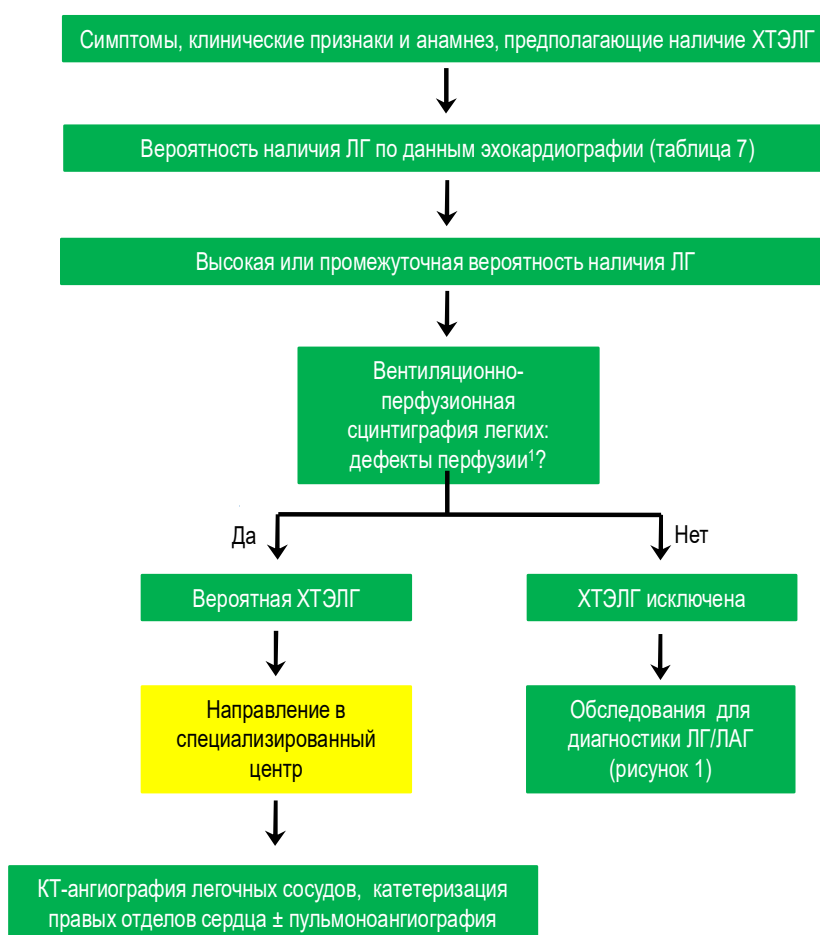 Симптомы, клинические признаки и анамнез, предполагающие наличие ХТЭЛГ
Вероятность наличия ЛГ по данным эхокардиографии (таблица 7)
Высокая или промежуточная вероятность наличия ЛГ
Вентиляционно-
перфузионная
сцинтиграфия легких:
дефекты перфузии¹?
Да
Нет
Вероятная ХТЭЛГ
ХТЭЛГ исключена
Направление в
специализированный
центр
Обследования для
диагностики ЛГ/ЛАГ
(рисунок 1)
КТ-ангиография легочных сосудов, катетеризация
правых отделов сердца ± пульмоноангиография